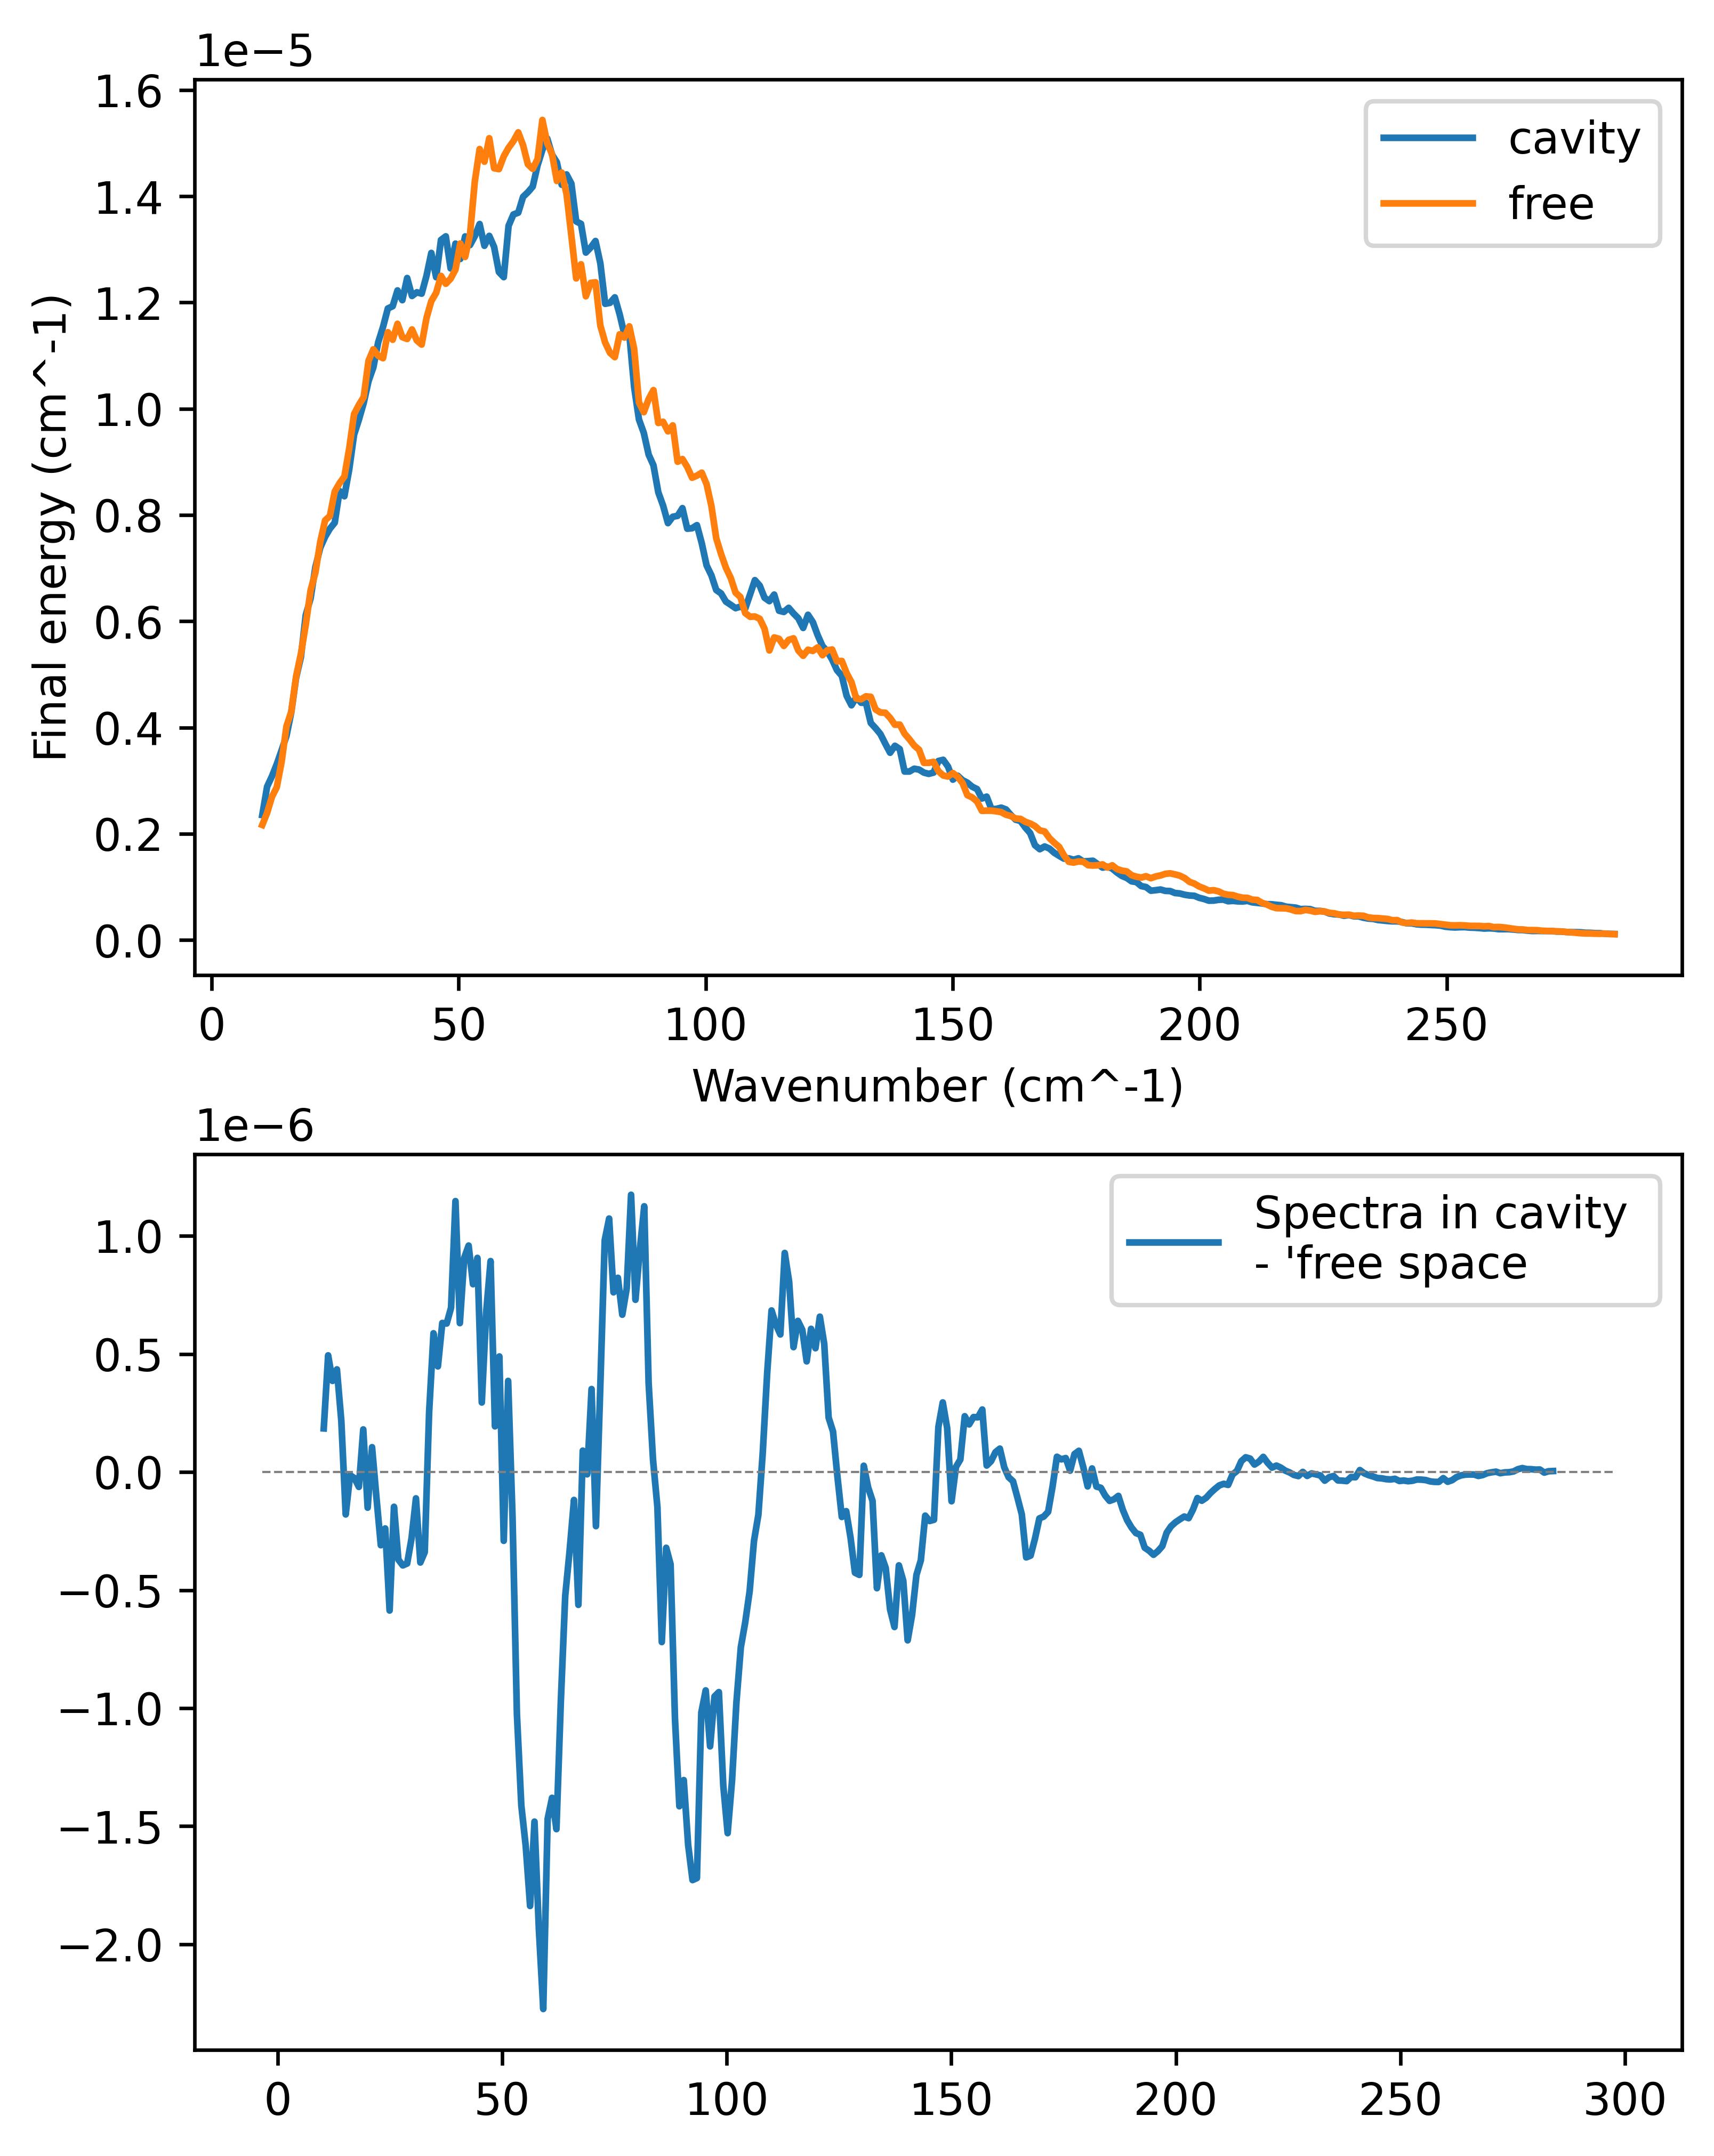 1e−5
1.6
1.4
1.2
1.0
0.8
0.6
0.4
0.2
0.0
Final energy (cm^-1)
cavity
free
0 50 100 150 200 250
Wavenumber (cm^-1)
1e−6
1.0
0.5
0.0
−0.5
−1.0
−1.5
−2.0
Spectra in cavity
- 'free space
0 50 100 150 200 250 300